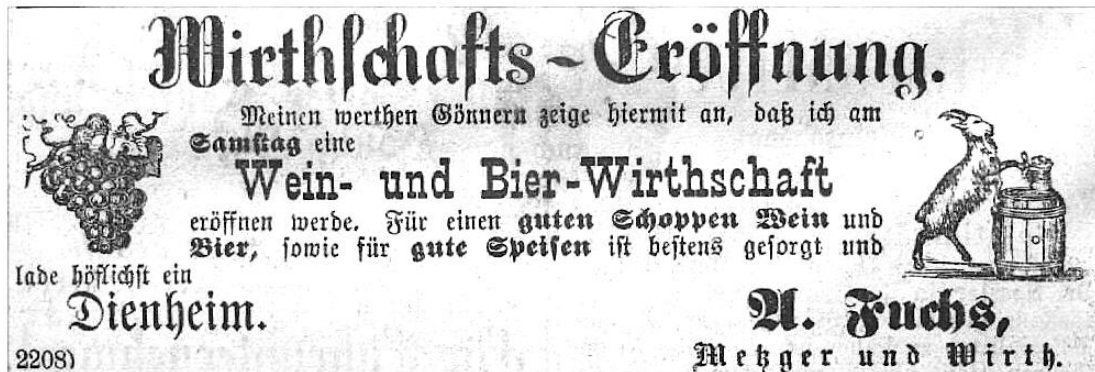 Wirthschafts-Eröffnung.
Meinen werthen Gönnern zeige hiermit an, daß ich am
Samstag eine
Wein- und Bier-Wirthschaft
eröffnen werde. Für einen guten Schoppen Wein und
Bier, sowie für gute Speisen ist bestens gesorgt und
lade höflichst ein
Dienheim.
A. Fuchs,
2208)
Metzger und Wirth.